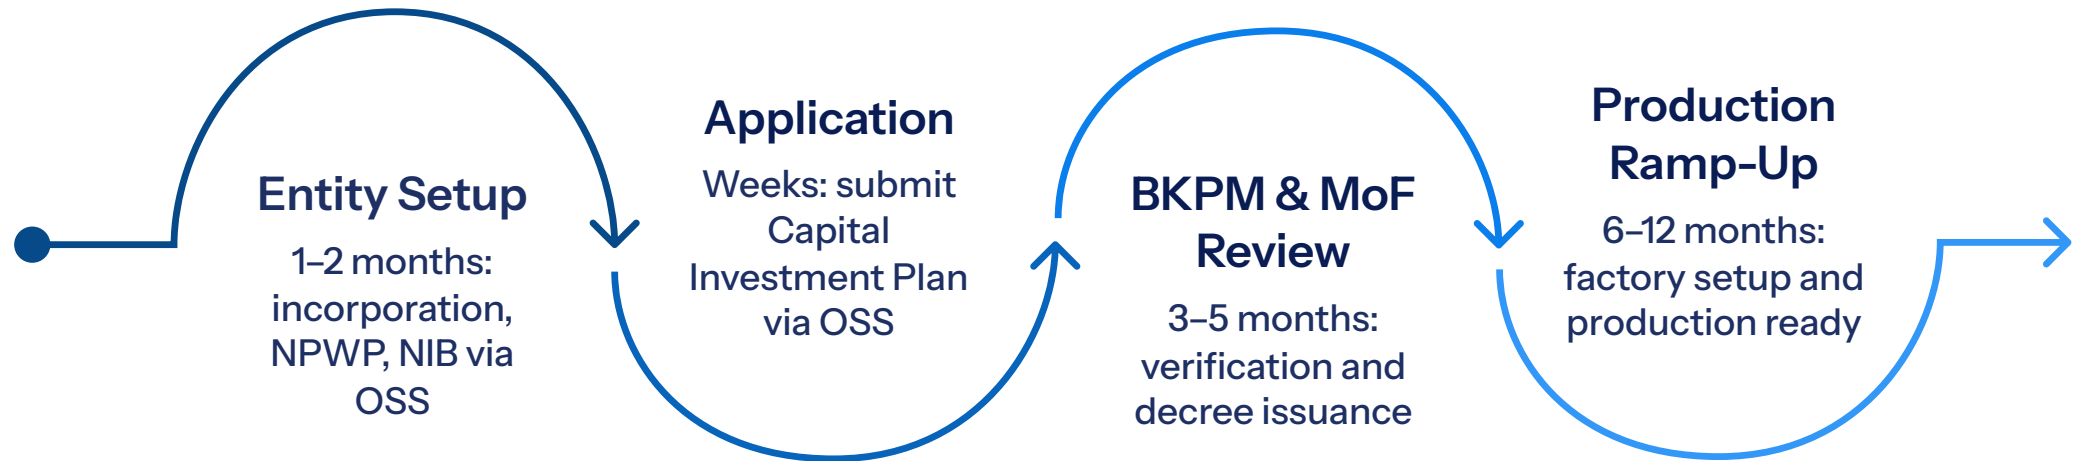 Entity Setup
1–2 months:
incorporation,
NPWP, NIB via
OSS
Application
Weeks: submit
Capital
Investment Plan
via OSS
BKPM & MoF
Review
3–5 months:
verification and
decree issuance
Production
Ramp-Up
6–12 months:
factory setup and
production ready